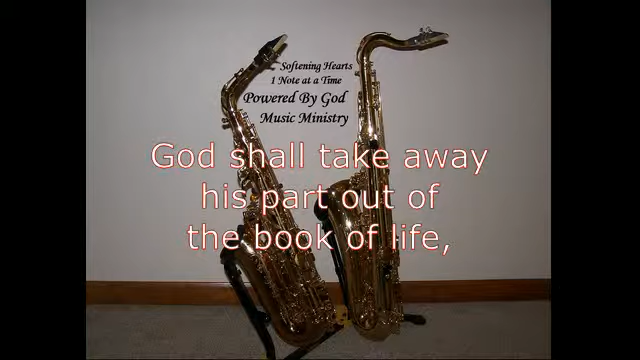 Softening Hearts
1 Note at a Time
Powered By God
Music Ministry
God shall take away
his part out of
the book of life,